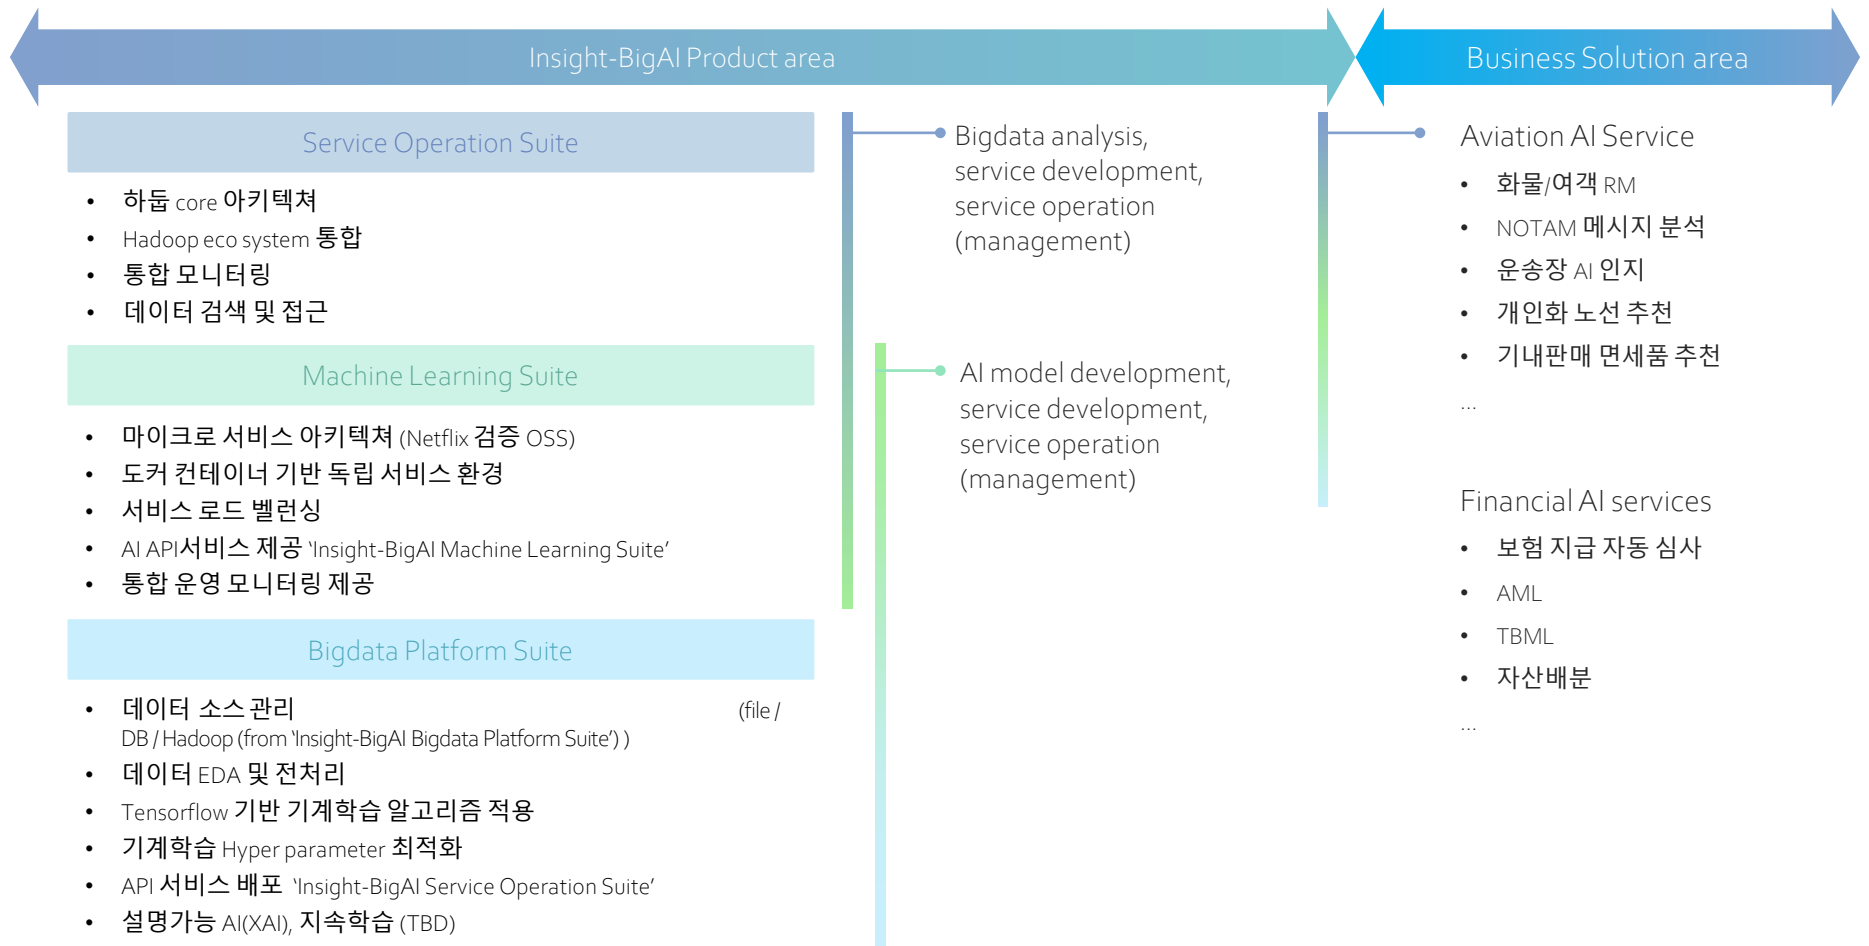 Insight-BigAI Product area
Business Solution area
Service Operation Suite
• 하둡 core 아키텍쳐
• Hadoop eco system 통합
• 통합 모니터링
• 데이터 검색 및 접근
Machine Learning Suite
• 마이크로 서비스 아키텍쳐 (Netflix 검증 OSS)
• 도커 컨테이너 기반 독립 서비스 환경
• 서비스 로드 벨런싱
• AI API서비스 제공 ‘Insight-BigAI Machine Learning Suite’
• 통합 운영 모니터링 제공
Bigdata Platform Suite
• 데이터 소스 관리 (file /
DB / Hadoop (from ‘Insight-BigAI Bigdata Platform Suite’) )
• 데이터 EDA 및 전처리
• Tensorflow 기반 기계학습 알고리즘 적용
• 기계학습 Hyper parameter 최적화
• API 서비스 배포 ‘Insight-BigAI Service Operation Suite’
• 설명가능 AI(XAI), 지속학습 (TBD)
Bigdata analysis,
service development,
service operation
(management)
AI model development,
service development,
service operation
(management)
Aviation AI Service
• 화물/여객 RM
• NOTAM 메시지 분석
• 운송장 AI 인지
• 개인화 노선 추천
• 기내판매 면세품 추천
...
Financial AI services
• 보험 지급 자동 심사
• AML
• TBML
• 자산배분
...